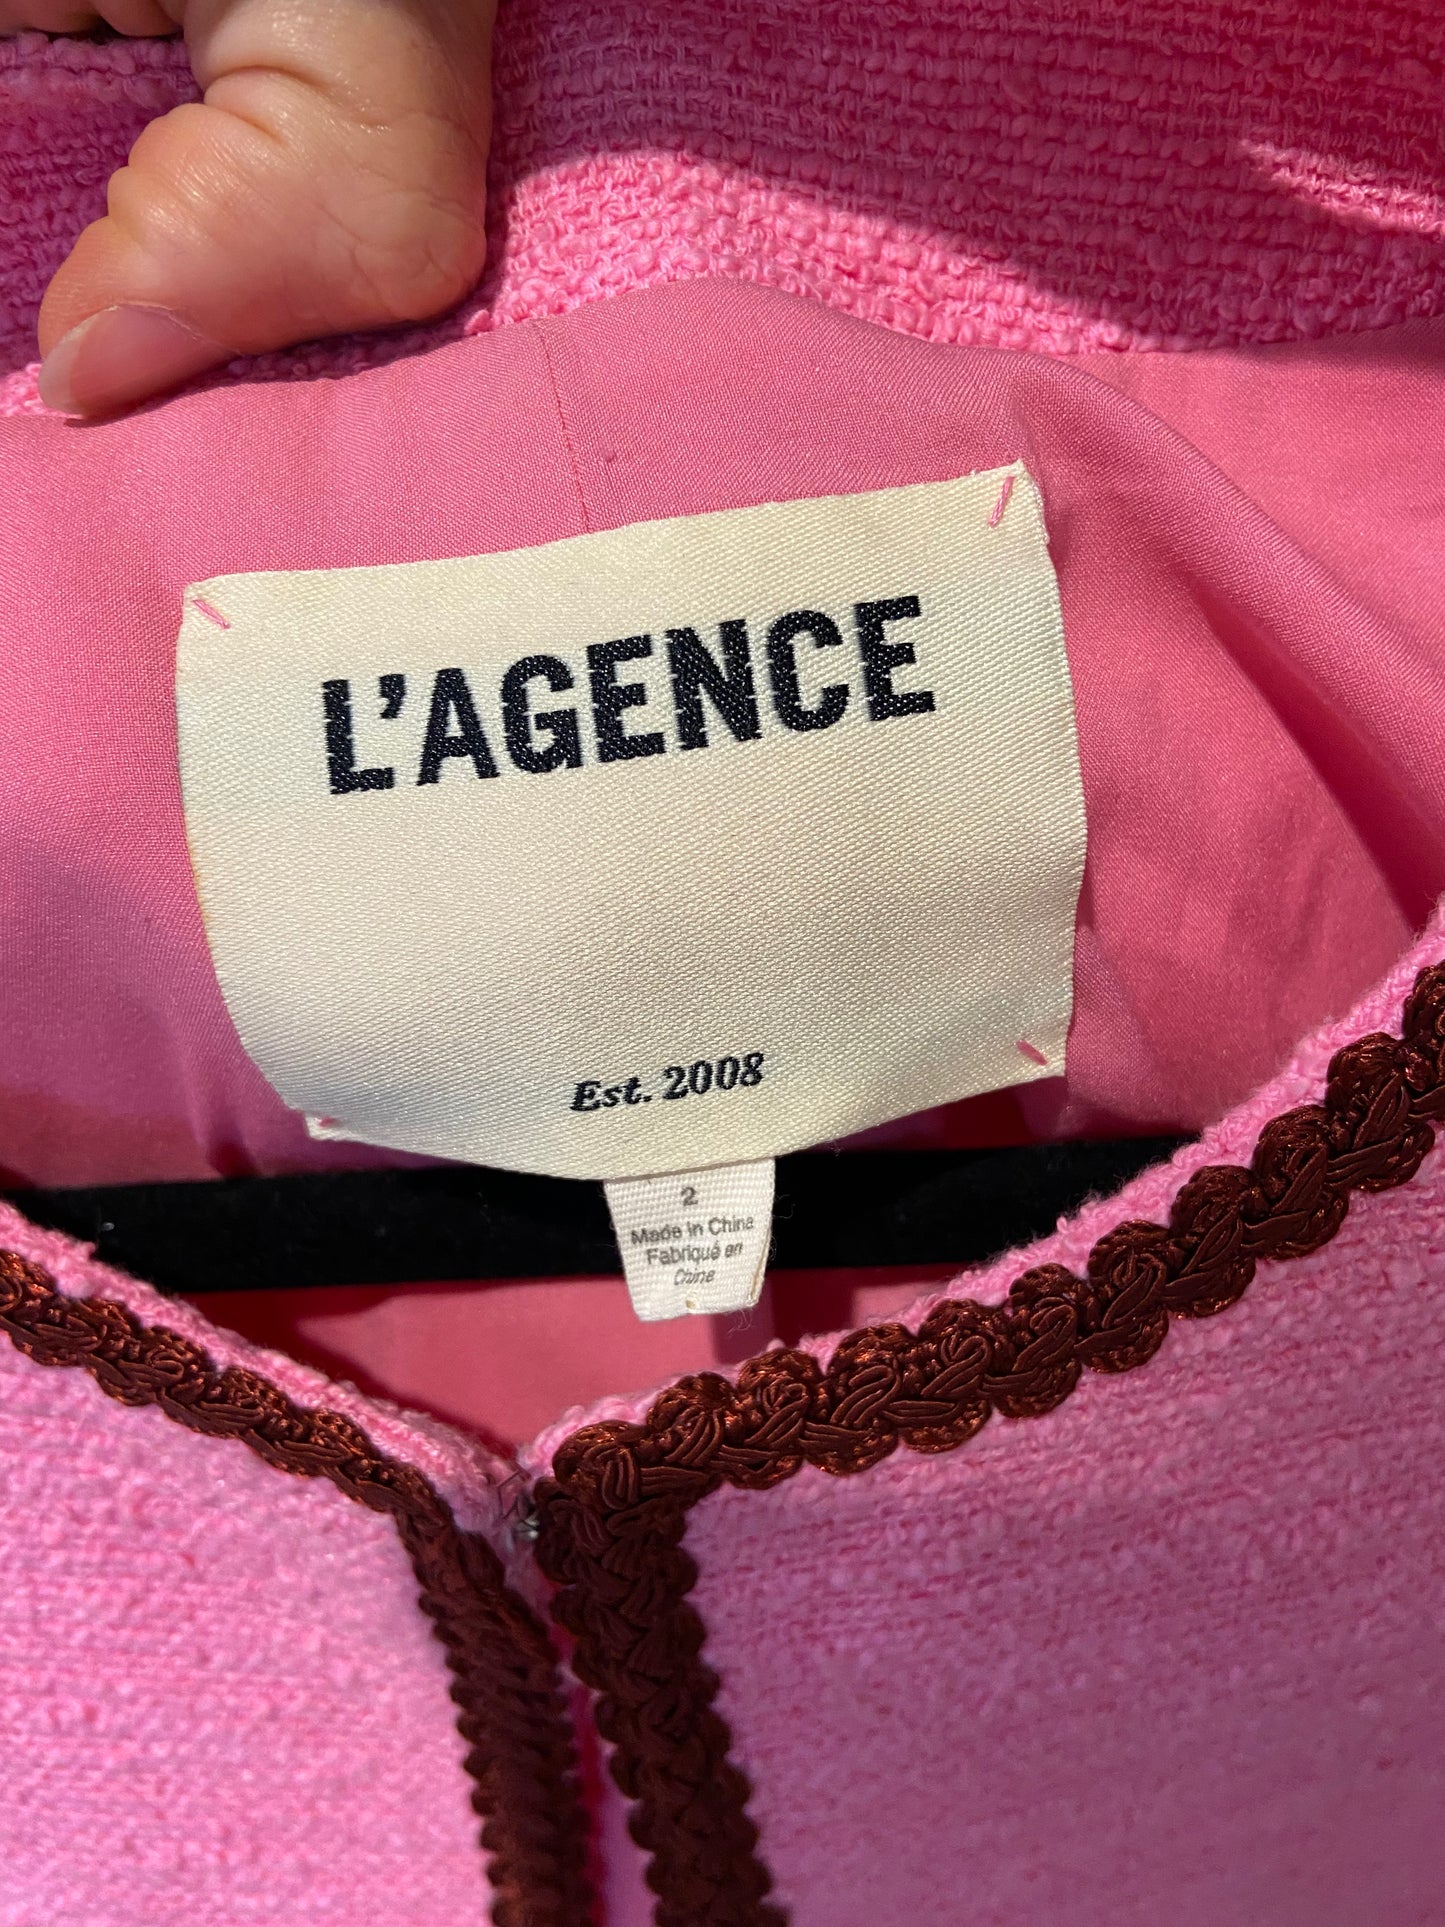 L'AGENCE
Est. 2008
2
Made in China
Fabriqué en
Chine